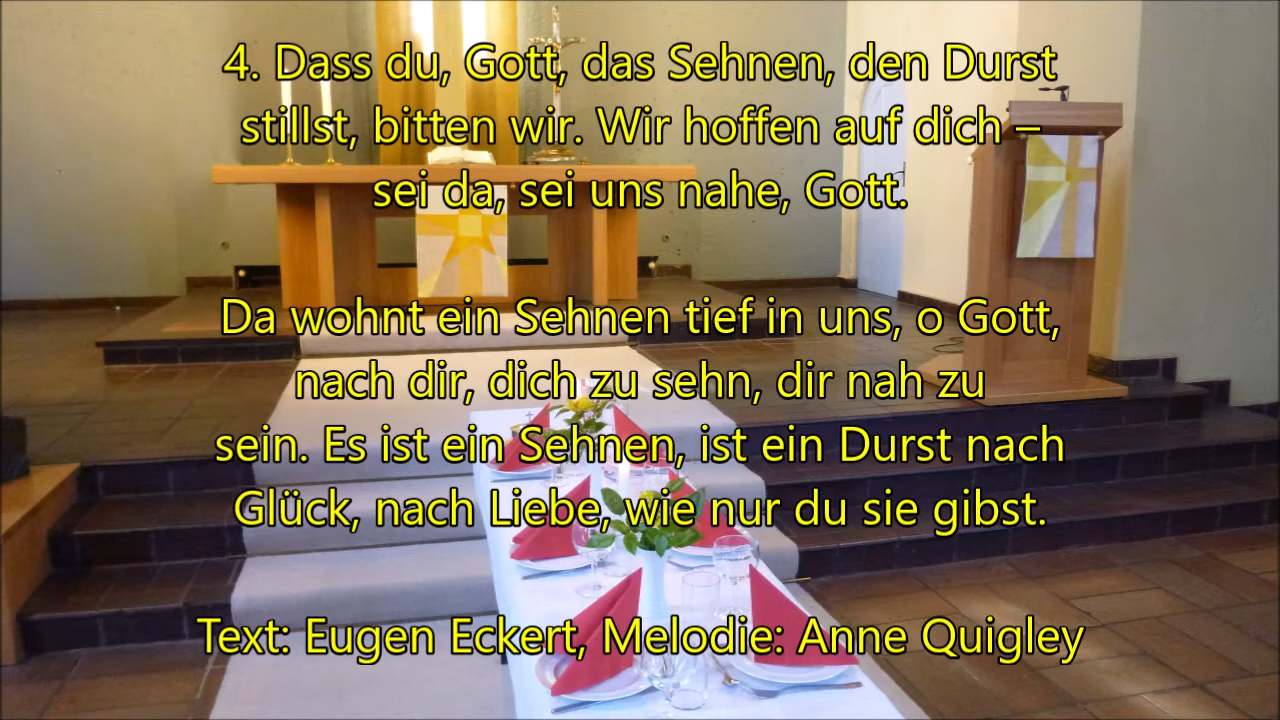 4. Dass du, Gott, das Sehnen, den Durst
stillst, bitten wir. Wir hoffen auf dich –
sei da, sei uns nahe, Gott.
Da wohnt ein Sehnen tief in uns, o Gott,
nach dir, dich zu sehn, dir nah zu
sein. Es ist ein Sehnen, ist ein Durst nach
Glück, nach Liebe, wie nur du sie gibst.
Text: Eugen Eckert, Melodie: Anne Quigley